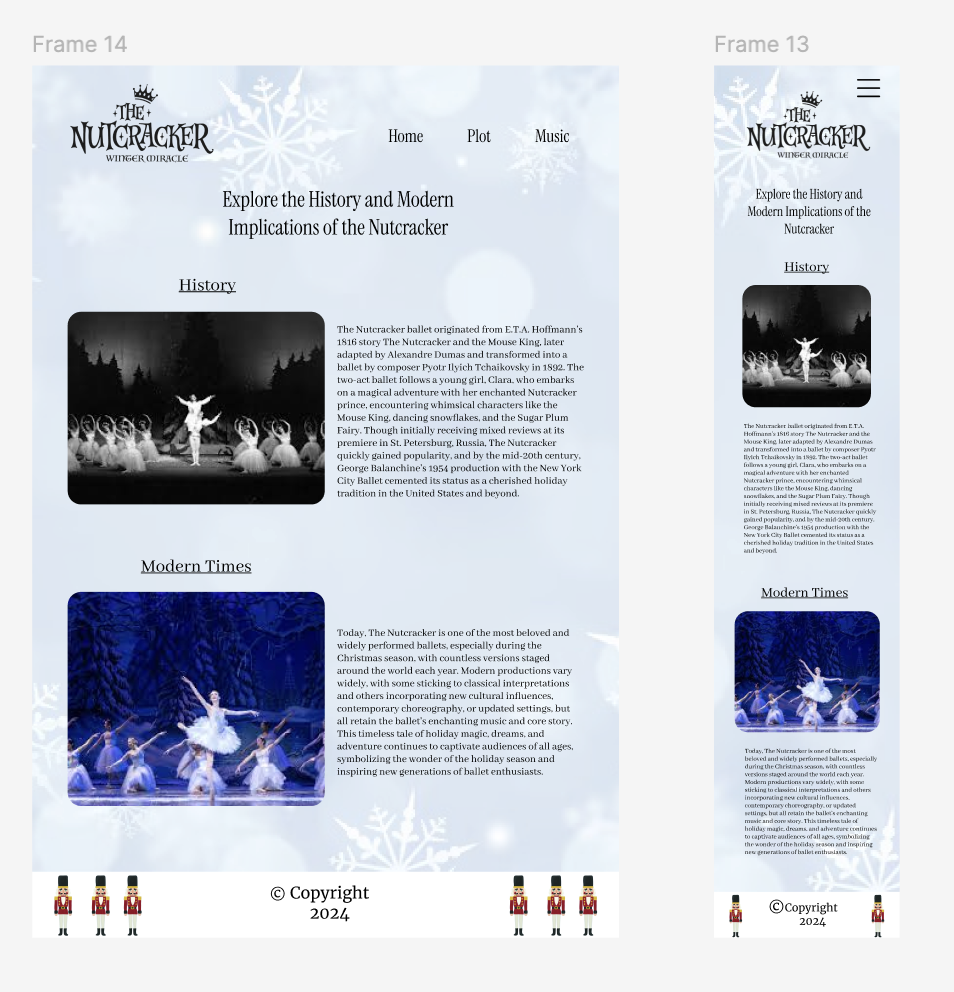 Frame 14
THE
NUTCRACKER
WINTER MIRACLE
Home Plot Music
Explore the History and Modern
Implications of the Nutcracker
History
The Nutcracker ballet originated from E.T.A. Hoffmann's
1816 story The Nutcracker and the Mouse King, later
adapted by Alexandre Dumas and transformed into a
ballet by composer Pyotr Ilyich Tchaikovsky in 1892. The
two-act ballet follows a young girl, Clara, who embarks
on a magical adventure with her enchanted Nutcracker
prince, encountering whimsical characters like the
Mouse King, dancing snowflakes, and the Sugar Plum
Fairy. Though initially receiving mixed reviews at its
premiere in St. Petersburg, Russia, The Nutcracker
quickly gained popularity, and by the mid-20th century,
George Balanchine's 1954 production with the New York
City Ballet cemented its status as a cherished holiday
tradition in the United States and beyond.
Modern Times
Today, The Nutcracker is one of the most beloved and
widely performed ballets, especially during the
Christmas season, with countless versions staged
around the world each year. Modern productions vary
widely, with some sticking to classical interpretations
and others incorporating new cultural influences,
contemporary choreography, or updated settings, but
all retain the ballet's enchanting music and core story.
This timeless tale of holiday magic, dreams, and
adventure continues to captivate audiences of all ages,
symbolizing the wonder of the holiday season and
inspiring new generations of ballet enthusiasts.
© Copyright
2024
Frame 13
THE
NUTCRACKER
WINTER MIRACLE
Explore the History and
Modern Implications of the
Nutcracker
History
The Nutcracker ballet originated from E.T.A.
Hoffmann's 1816 story The Nutcracker and the
Mouse King, later adapted by Alexandre Dumas
and transformed into a ballet by composer Pyotr
Ilyich Tchaikovsky in 1892. The two-act ballet
follows a young girl, Clara, who embarks on a
magical adventure with her enchanted
Nutcracker prince, encountering whimsical
characters like the Mouse King, dancing
snowflakes, and the Sugar Plum Fairy. Though
initially receiving mixed reviews at its premiere
in St. Petersburg, Russia, The Nutcracker quickly
gained popularity, and by the mid-20th century,
George Balanchine's 1954 production with the
New York City Ballet cemented its status as a
cherished holiday tradition in the United States
and beyond.
Modern Times
Today, The Nutcracker is one of the most
beloved and widely performed ballets, especially
during the Christmas season, with countless
versions staged around the world each year.
Modern productions vary widely, with some
sticking to classical interpretations and others
incorporating new cultural influences,
contemporary choreography, or updated
settings, but all retain the ballet's enchanting
music and core story. This timeless tale of
holiday magic, dreams, and adventure continues
to captivate audiences of all ages, symbolizing
the wonder of the holiday season and inspiring
new generations of ballet enthusiasts.
©Copyright
2024